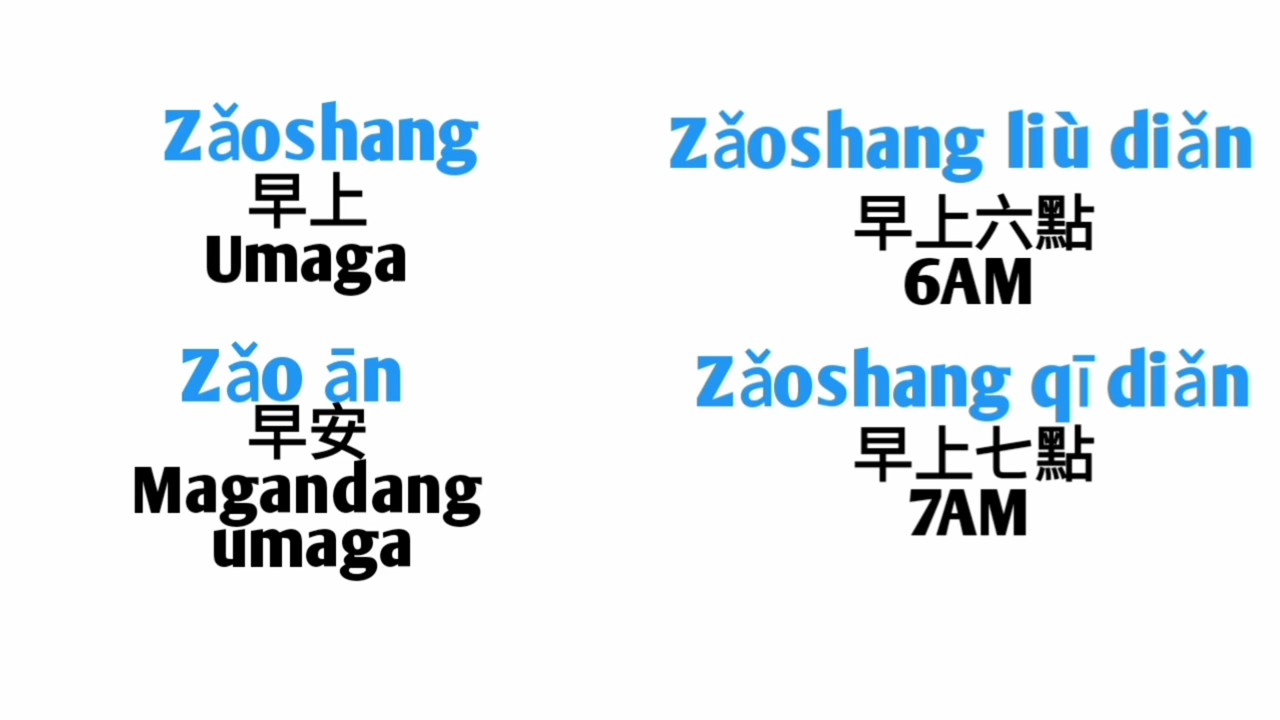 Zǎoshang
早上
Umaga
Zǎo ān
早安
Magandang
umaga
Zǎoshang liù diǎn
早上六點
6AM
Zǎoshang qī diǎn
早上七點
7AM